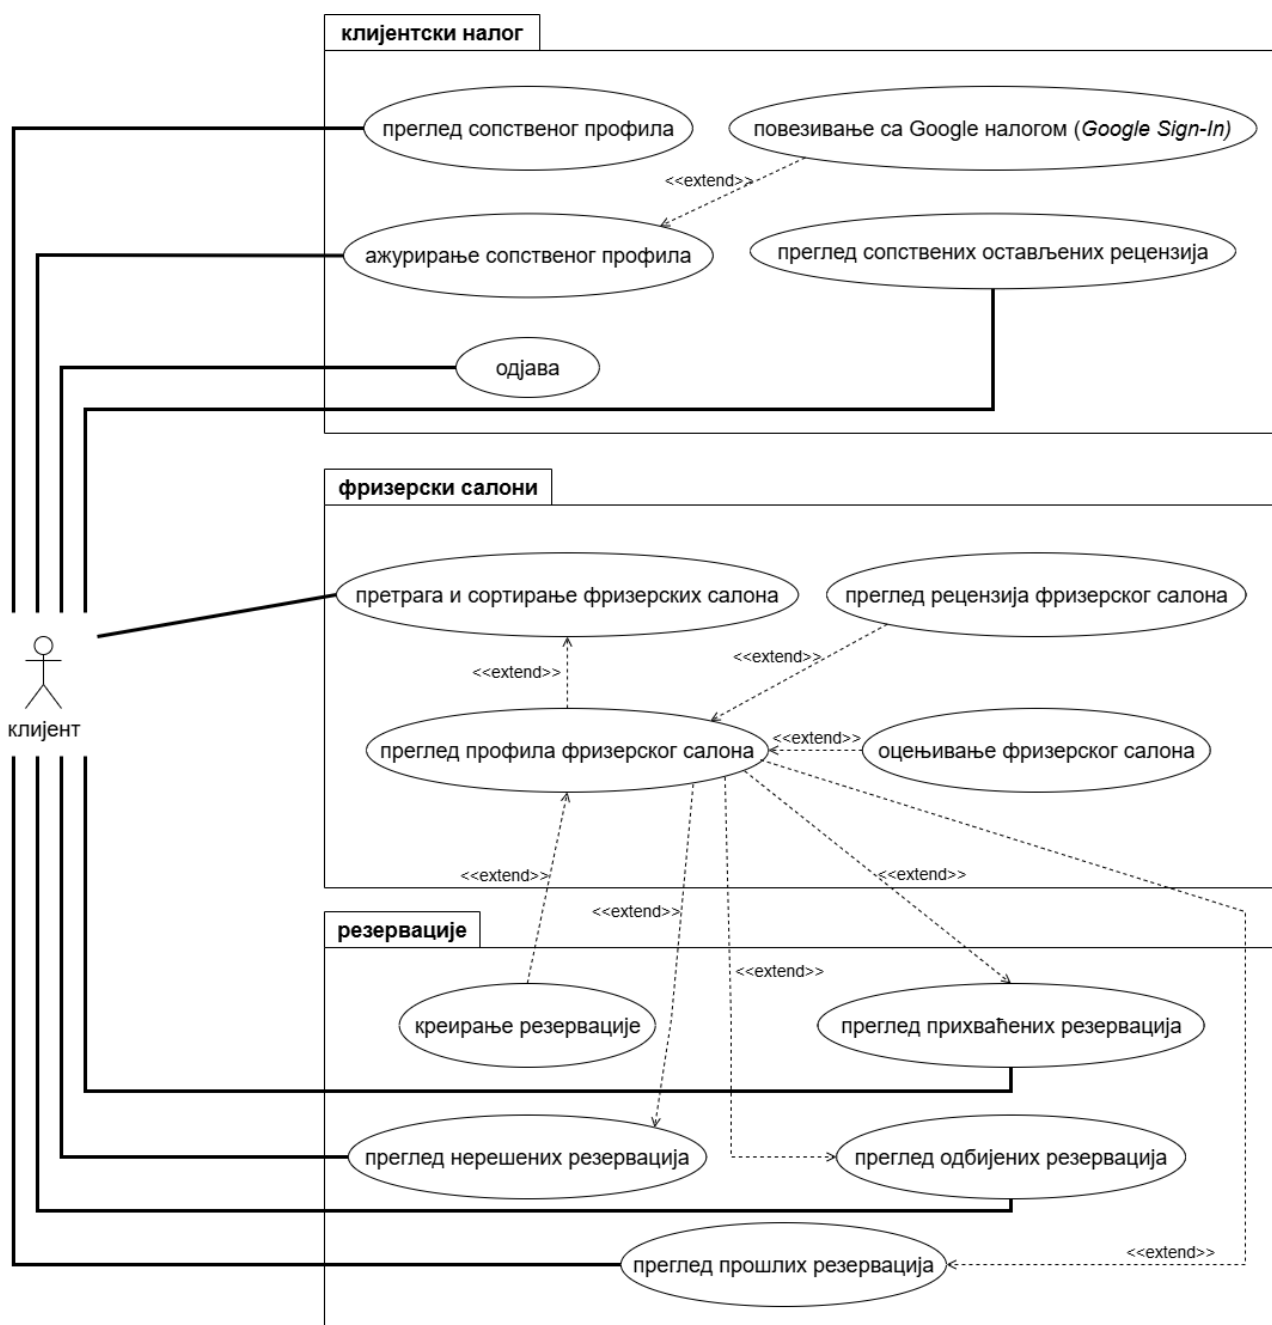 клијентски налог
преглед сопственог профила
повезивање са Google налогом (Google Sign-In)
<<extend>>
ажурирање сопственог профила
преглед сопствених остављених рецензија
одјава
фризерски салони
претрага и сортирање фризерских салона
преглед рецензија фризерског салона
<<extend>>
<<extend>>
клијент
преглед профила фризерског салона
<<extend>>
оцењивање фризерског салона
<<extend>>
<<extend>>
<<extend>>
резервације
<<extend>>
креирање резервације
преглед прихваћених резервација
преглед нерешених резервација
преглед одбијених резервација
<<extend>>
преглед прошлих резервација